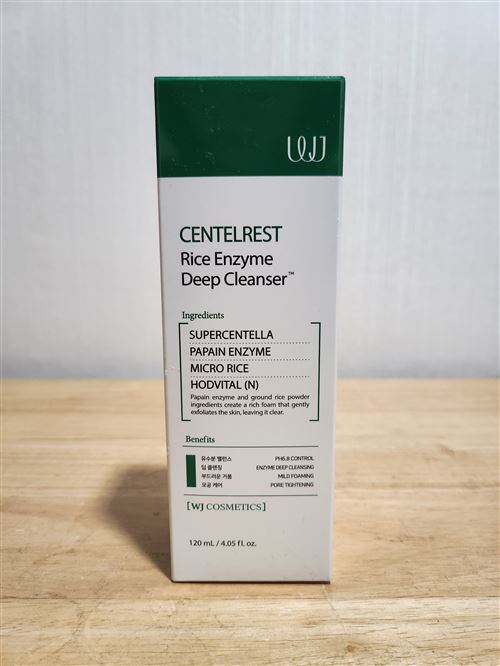 WJ
CENTELREST
Rice Enzyme
Deep Cleanser™
Ingredients
SUPERCENTELLA
PAPAIN ENZYME
MICRO RICE
HODVITAL (N)
Papain enzyme and ground rice powder
ingredients create a rich foam that gently
exfoliates the skin, leaving it clear.
Benefits
유수분 밸런스 PH6.8 CONTROL
딥 클렌징 ENZYME DEEP CLEANSING
부드러운 거품 MILD FOAMING
모공 케어 PORE TIGHTENING
[WJ COSMETICS]
120 mL / 4.05 fl. oz.